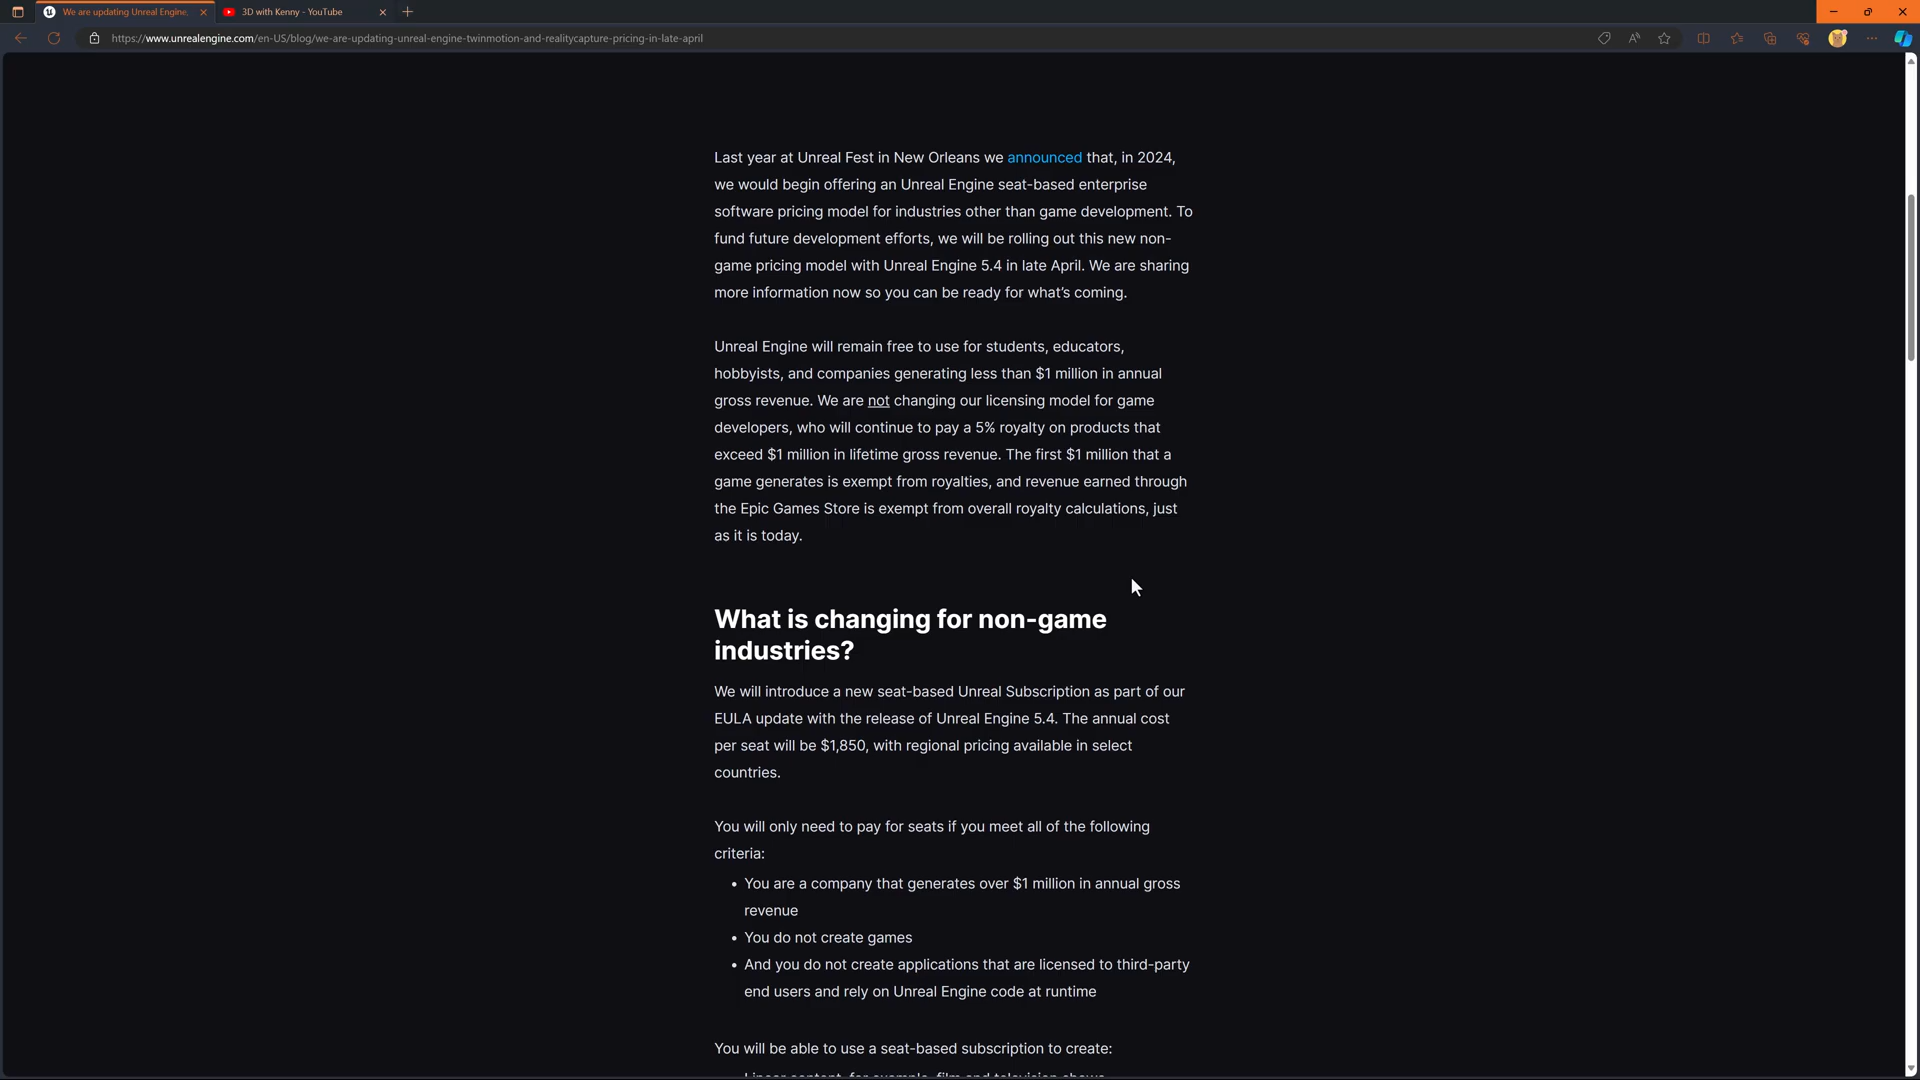 We are updating Unreal Engine,
3D with Kenny - YouTube
https://www.unrealengine.com/en-US/blog/we-are-updating-unreal-engine-twinmotion-and-realitycapture-pricing-in-late-april
Last year at Unreal Fest in New Orleans we announced that, in 2024,
we would begin offering an Unreal Engine seat-based enterprise
software pricing model for industries other than game development. To
fund future development efforts, we will be rolling out this new non-
game pricing model with Unreal Engine 5.4 in late April. We are sharing
more information now so you can be ready for what’s coming.
Unreal Engine will remain free to use for students, educators,
hobbyists, and companies generating less than $1 million in annual
gross revenue. We are not changing our licensing model for game
developers, who will continue to pay a 5% royalty on products that
exceed $1 million in lifetime gross revenue. The first $1 million that a
game generates is exempt from royalties, and revenue earned through
the Epic Games Store is exempt from overall royalty calculations, just
as it is today.
What is changing for non-game
industries?
We will introduce a new seat-based Unreal Subscription as part of our
EULA update with the release of Unreal Engine 5.4. The annual cost
per seat will be $1,850, with regional pricing available in select
countries.
You will only need to pay for seats if you meet all of the following
criteria:
• You are a company that generates over $1 million in annual gross
revenue
• You do not create games
• And you do not create applications that are licensed to third-party
end users and rely on Unreal Engine code at runtime
You will be able to use a seat-based subscription to create:
Linear content, for example, film and television shows